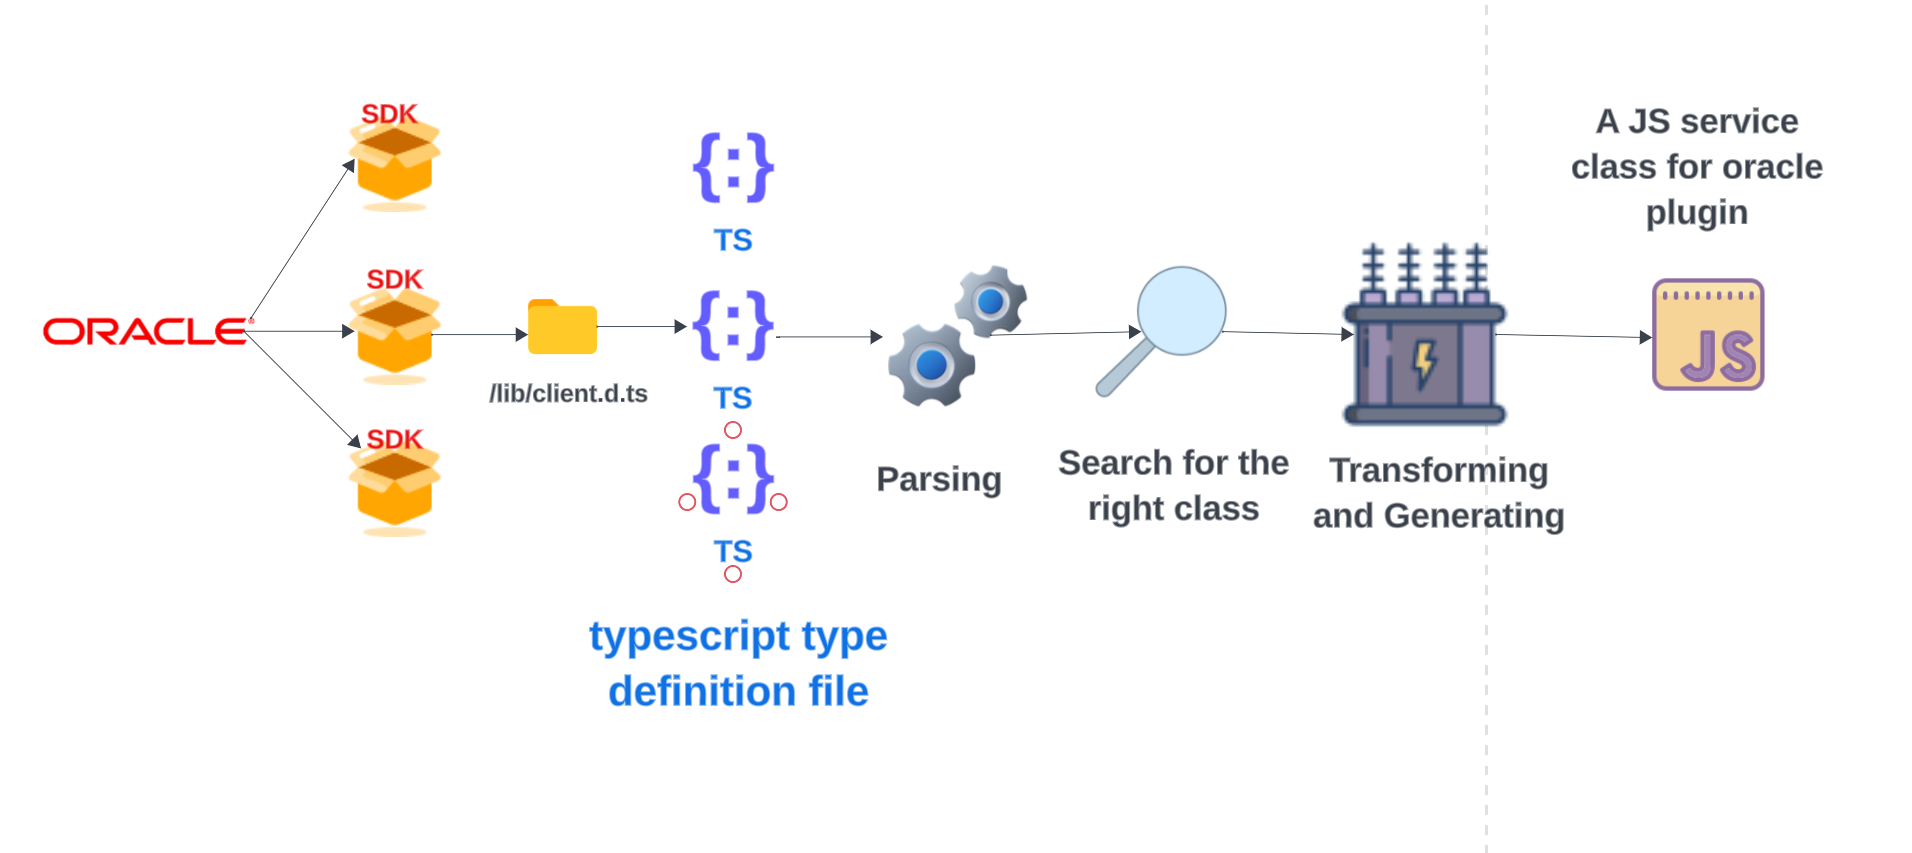 ORACLE
SDK
SDK
SDK
/lib/client.d.ts
{:}
TS
{:}
TS
{:}
TS
typescript type
definition file
Parsing
Search for the
right class
Transforming
and Generating
A JS service
class for oracle
plugin
JS